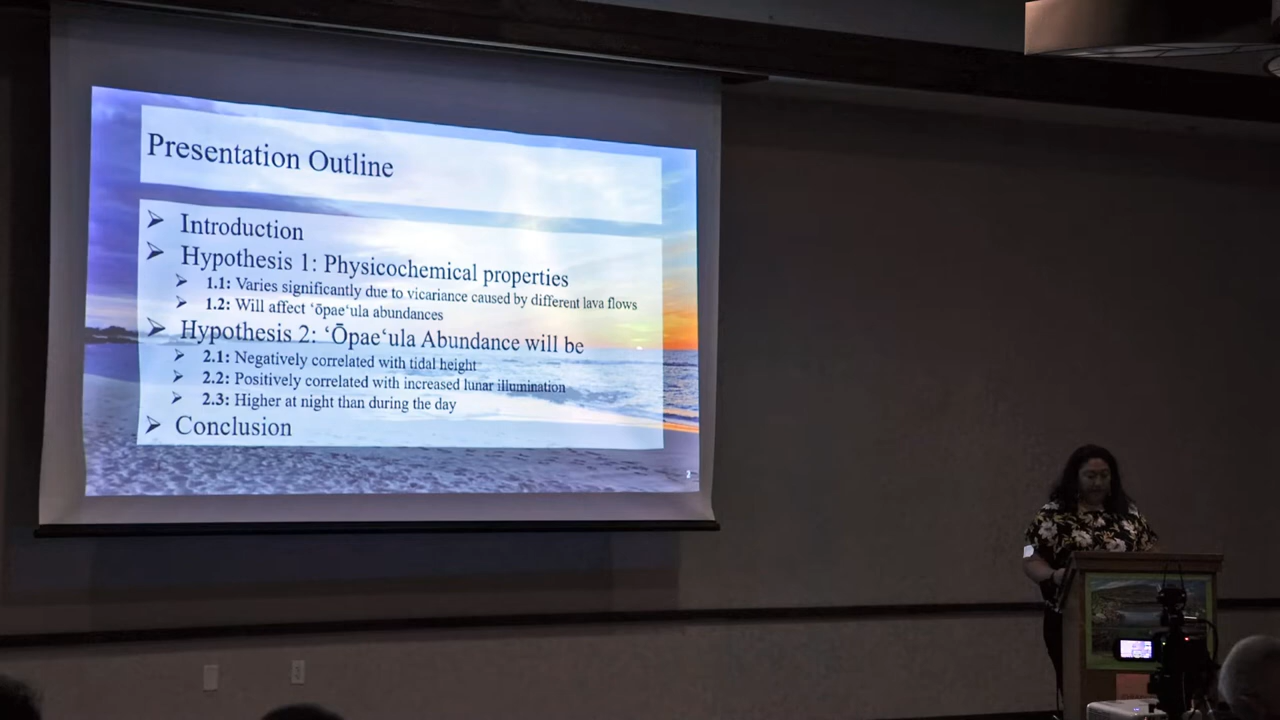 Presentation Outline
➢ Introduction
➢ Hypothesis 1: Physicochemical properties
➢ 1.1: Varies significantly due to vicariance caused by different lava flows
➢ 1.2: Will affect ʻōpaeʻula abundances
➢ Hypothesis 2: ʻŌpaeʻula Abundance will be
➢ 2.1: Negatively correlated with tidal height
➢ 2.2: Positively correlated with increased lunar illumination
➢ 2.3: Higher at night than during the day
➢ Conclusion